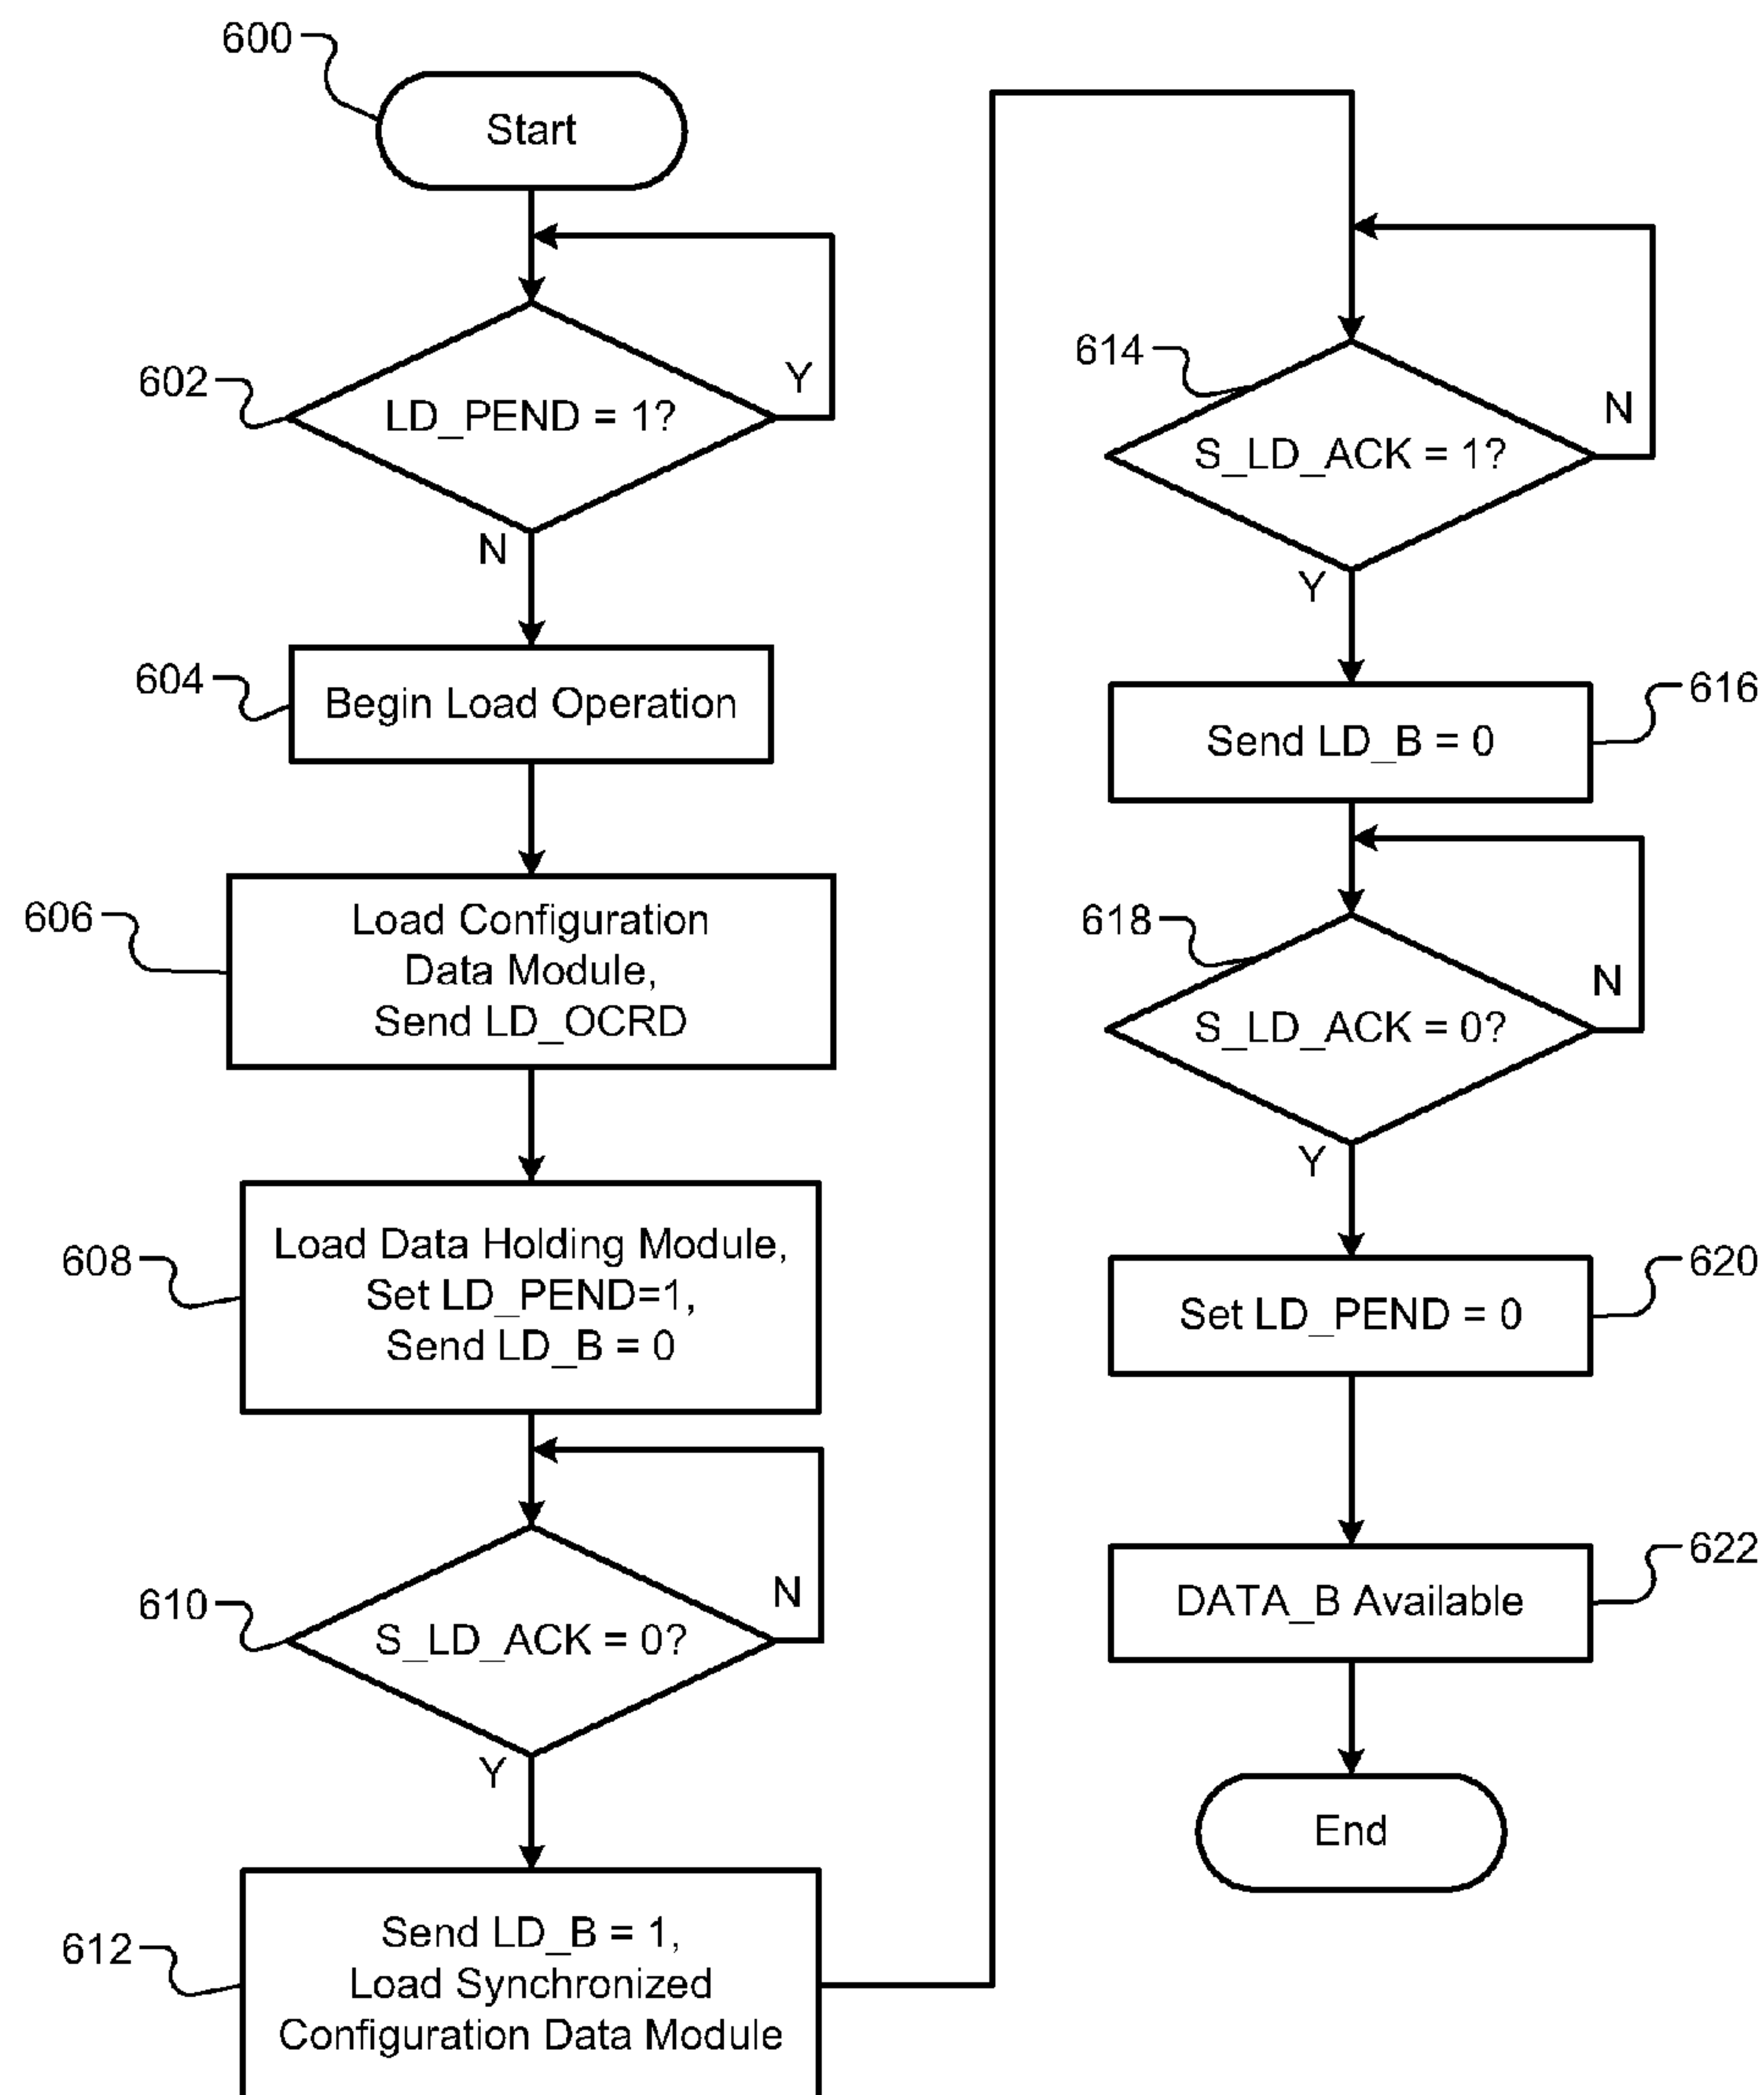 600
Start
602
LD_PEND = 1?
Y
N
604
Begin Load Operation
606
Load Configuration
Data Module,
Send LD_OCRD
608
Load Data Holding Module,
Set LD_PEND=1,
Send LD_B = 0
610
S_LD_ACK = 0?
N
Y
612
Send LD_B = 1,
Load Synchronized
Configuration Data Module
614
S_LD_ACK = 1?
N
Y
616
Send LD_B = 0
618
S_LD_ACK = 0?
N
Y
620
Set LD_PEND = 0
622
DATA_B Available
End